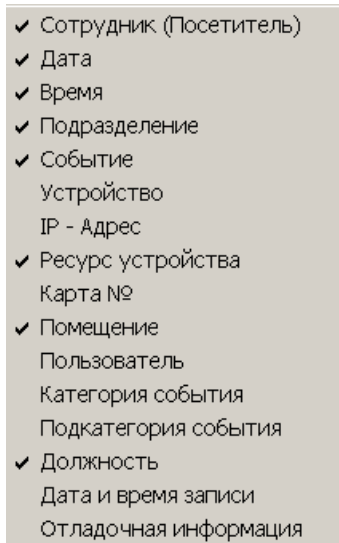 Сотрудник (Посетитель)
Дата
Время
Подразделение
Событие
Устройство
IP - Адрес
Ресурс устройства
Карта №
Помещение
Пользователь
Категория события
Подкатегория события
Должность
Дата и время записи
Отладочная информация